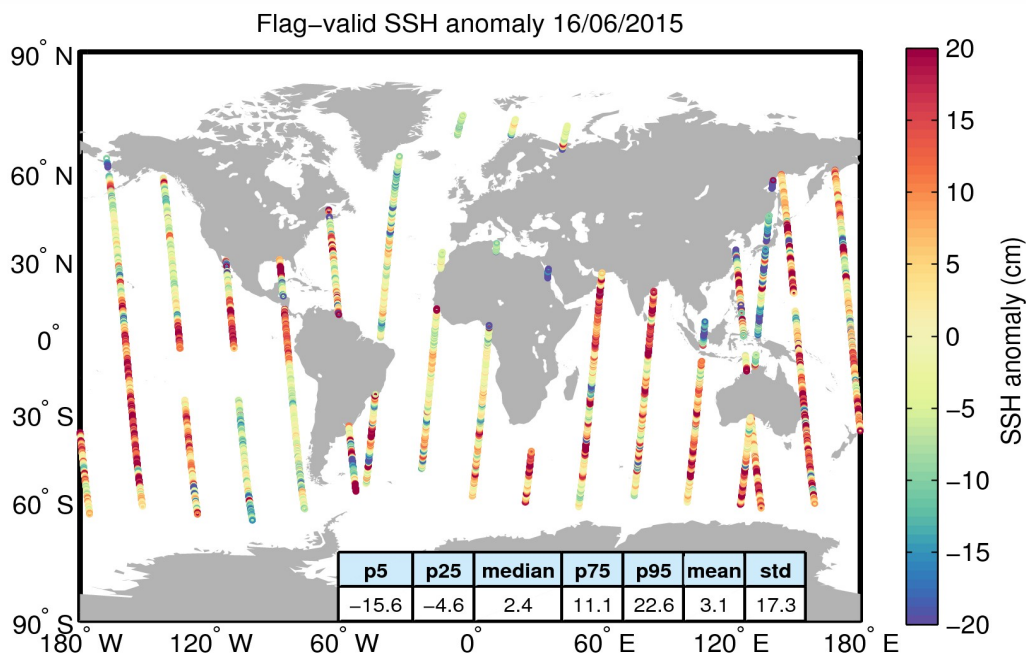 Flag−valid SSH anomaly 16/06/2015
90° N
60° N
30° N
0°
30° S
60° S
90° S
180° W 120° W 60° W 0° 60° E 120° E 180° E
p5 p25 median p75 p95 mean std
−15.6 −4.6 2.4 11.1 22.6 3.1 17.3
20
15
10
5
0
−5
−10
−15
−20
SSH anomaly (cm)